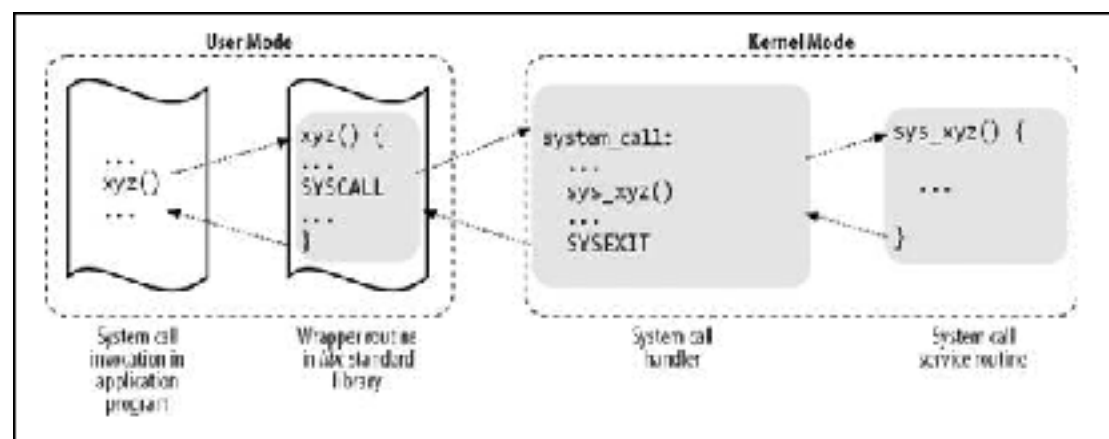 User Mode
Kernel Mode
...
xyz()
...
xyz() {
...
SYSCALL
...
}
system_call:
...
sys_xyz()
...
SYSEXIT
sys_xyz() {
...
}
System call
invocation in
application
program
Wrapper routine
in libc standard
library
System call
handler
System call
service routine